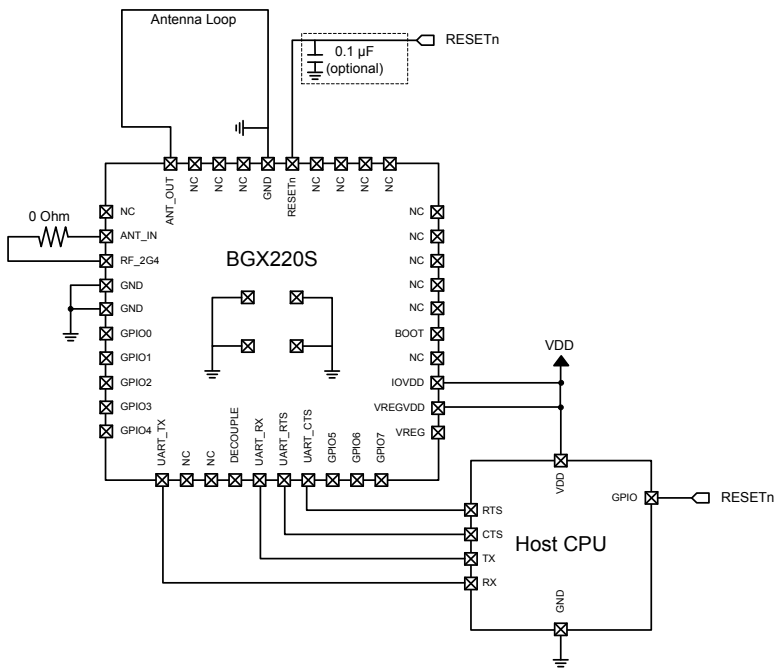 Antenna Loop
0.1 µF
(optional)
RESETn
ANT_OUT
NC
NC
NC
GND
RESETn
NC
NC
NC
NC
0 Ohm
NC
ANT_IN
RF_2G4
GND
GND
GPIO0
GPIO1
GPIO2
GPIO3
GPIO4
BGX220S
NC
NC
NC
NC
NC
BOOT
NC
IOVDD
VREGVDD
VREG
VDD
UART_TX
NC
NC
DECOUPLE
UART_RX
UART_RTS
UART_CTS
GPIO5
GPIO6
GPIO7
VDD
GPIO
RESETn
RTS
CTS
TX
RX
Host CPU
GND